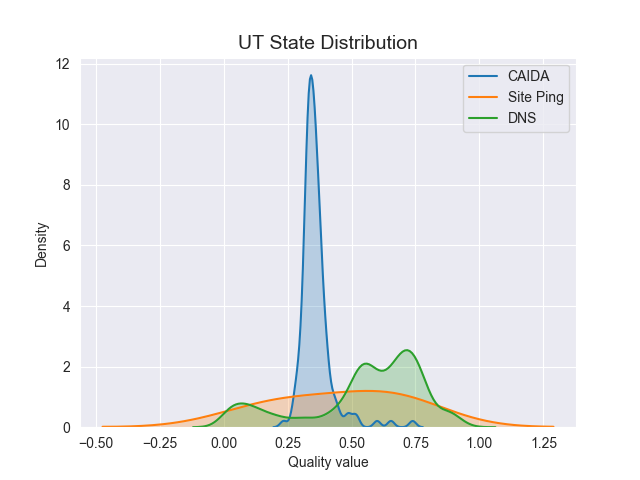 UT State Distribution
CAIDA
Site Ping
DNS
Density
12
10
8
6
4
2
0
−0.50 −0.25 0.00 0.25 0.50 0.75 1.00 1.25
Quality value